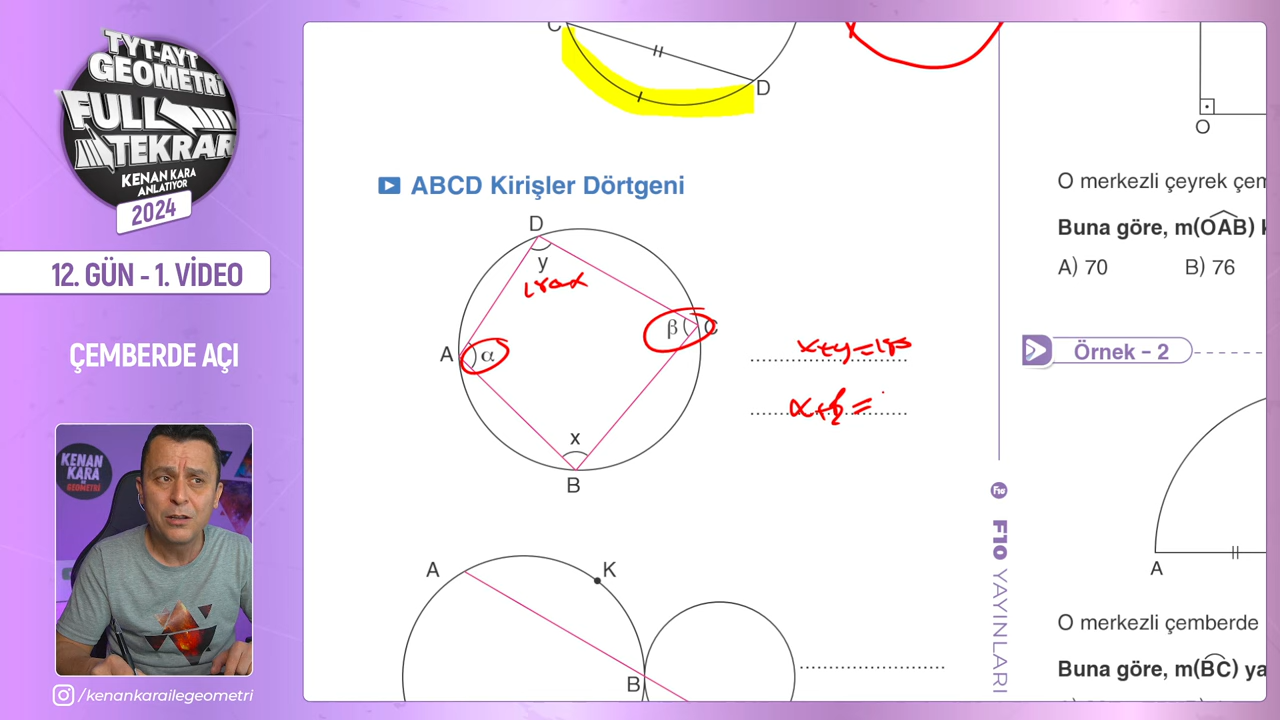 TYT-AYT
GEOMETRİ
FULL
TEKRAR
KENAN KARA
ANLATIYOR
2024
12. GÜN - 1. VİDEO
ÇEMBERDE AÇI
KENAN
KARA
GEOMETRİ
/kenankarailegeometri
C
D
ABCD Kirişler Dörtgeni
D
y
180-x
A
α
β
C
x
B
x+y=180
α+β=
A
K
B
F10
F10 YAYINLARI
O
O merkezli çeyrek çem
Buna göre, m(OAB) k
A) 70
B) 76
Örnek – 2
A
O merkezli çemberde
Buna göre, m(BC) ya